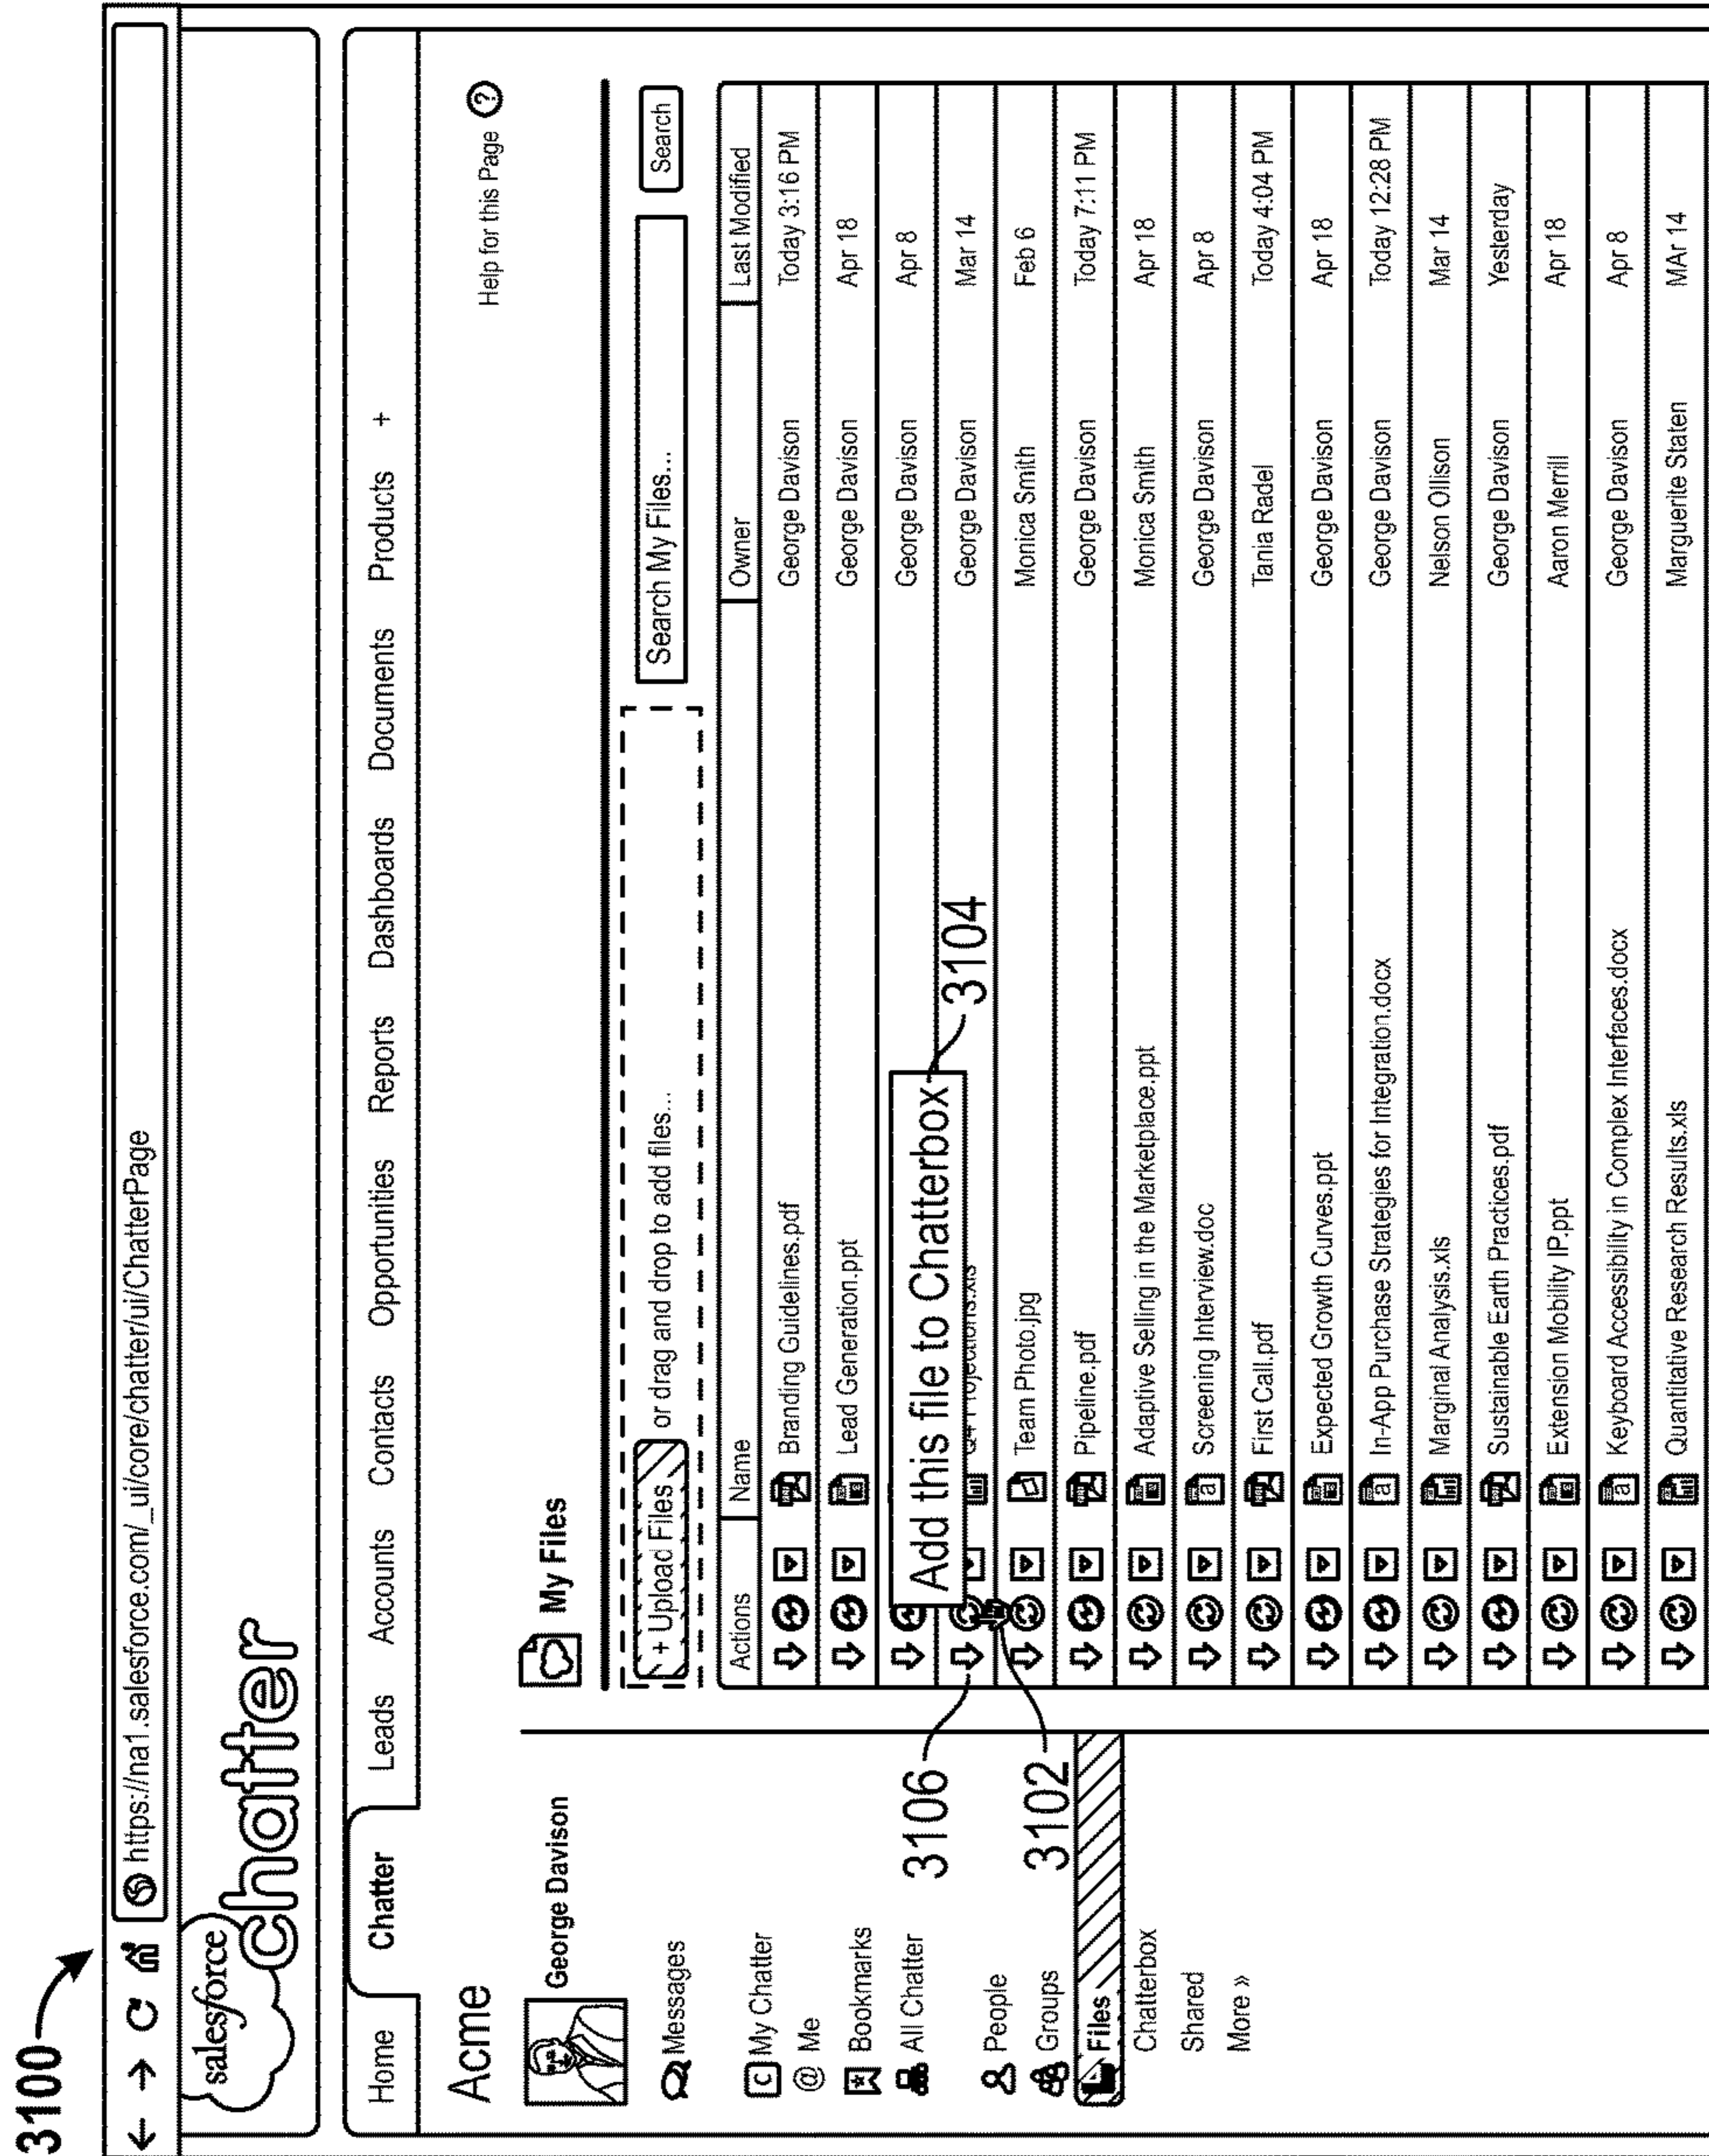 3100
https://na1.salesforce.com/_ui/core/chatter/ui/ChatterPage
salesforce
chatter
Home Chatter Leads Accounts Contacts Opportunities Reports Dashboards Documents Products +
Acme
Help for this Page ?
George Davison
Messages
C My Chatter
@ Me
Bookmarks
All Chatter
People
Groups
Files
Chatterbox
Shared
More »
My Files
+ Upload Files or drag and drop to add files... Search My Files... Search
Actions Name Owner Last Modified
Branding Guidelines.pdf George Davison Today 3:16 PM
Lead Generation.ppt George Davison Apr 18
George Davison Apr 8
Add this file to Chatterbox
3104
3106
Q4 Projections.xls George Davison Mar 14
3102
Team Photo.jpg Monica Smith Feb 6
Pipeline.pdf George Davison Today 7:11 PM
Adaptive Selling in the Marketplace.ppt Monica Smith Apr 18
Screening Interview.doc George Davison Apr 8
First Call.pdf Tania Radel Today 4:04 PM
Expected Growth Curves.ppt George Davison Apr 18
In-App Purchase Strategies for Integration.docx George Davison Today 12:28 PM
Marginal Analysis.xls Nelson Ollison Mar 14
Sustainable Earth Practices.pdf George Davison Yesterday
Extension Mobility IP.ppt Aaron Merrill Apr 18
Keyboard Accessibility in Complex Interfaces.docx George Davison Apr 8
Quantitative Research Results.xls Marguerite Staten MAr 14